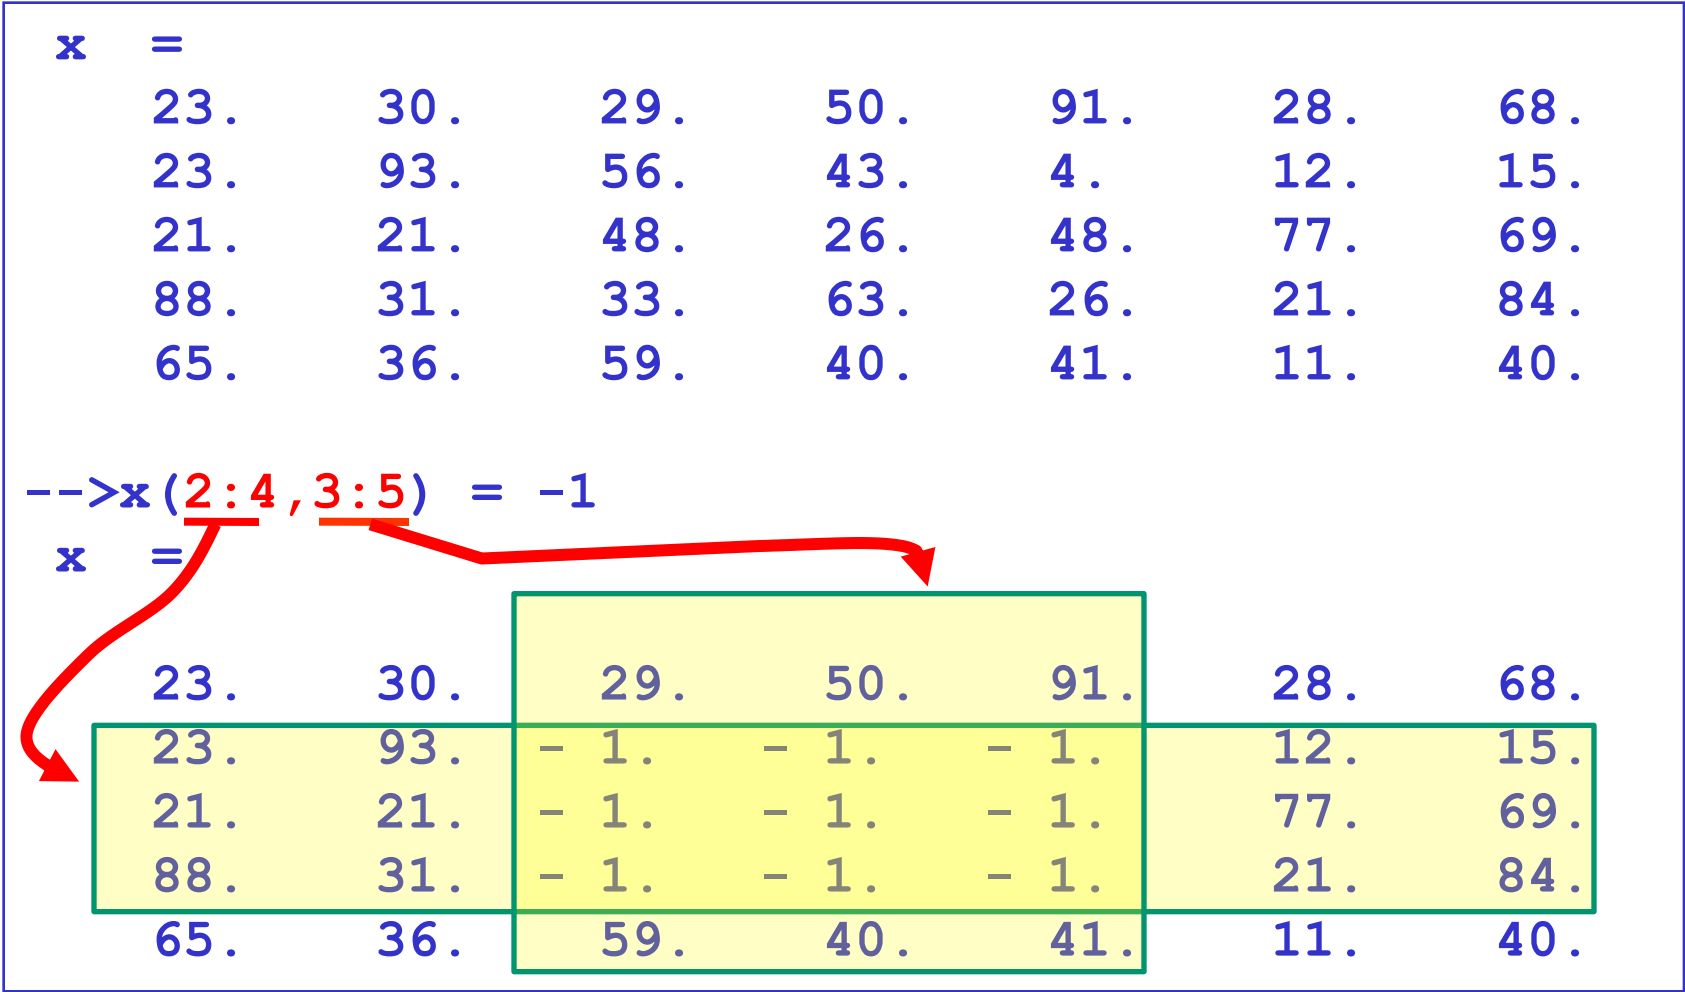 x =
23. 30. 29. 50. 91. 28. 68.
23. 93. 56. 43. 4. 12. 15.
21. 21. 48. 26. 48. 77. 69.
88. 31. 33. 63. 26. 21. 84.
65. 36. 59. 40. 41. 11. 40.
-->x(2:4,3:5) = -1
x =
23. 30. 29. 50. 91. 28. 68.
23. 93. - 1. - 1. - 1. 12. 15.
21. 21. - 1. - 1. - 1. 77. 69.
88. 31. - 1. - 1. - 1. 21. 84.
65. 36. 59. 40. 41. 11. 40.